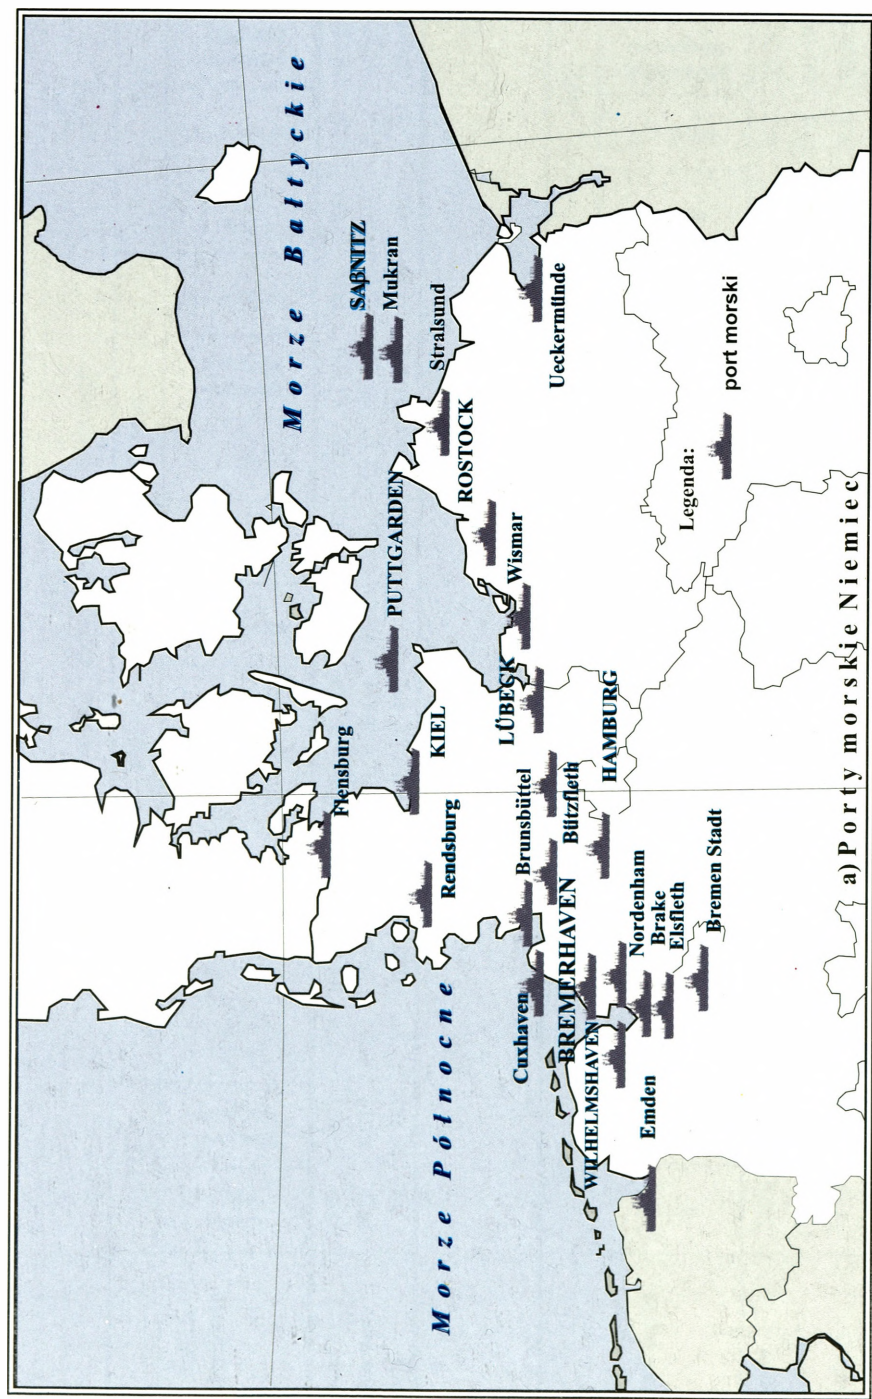 Morze Bałtyckie
Flensburg
SAβNITZ
Mukran
PUTTGARDEN
Stralsund
KIEL
Morze Północne
Rendsburg
ROSTOCK
LÜBECK
Wismar
Cuxhaven
Brunsbüttel
Ueckermünde
BREMERHAVEN
Bützfleth
WILHELMSHAVEN
HAMBURG
Nordenham
Emden
Brake
Elsfleth
Legenda:
Bremen Stadt
port morski
a) Porty morskie Niemiec